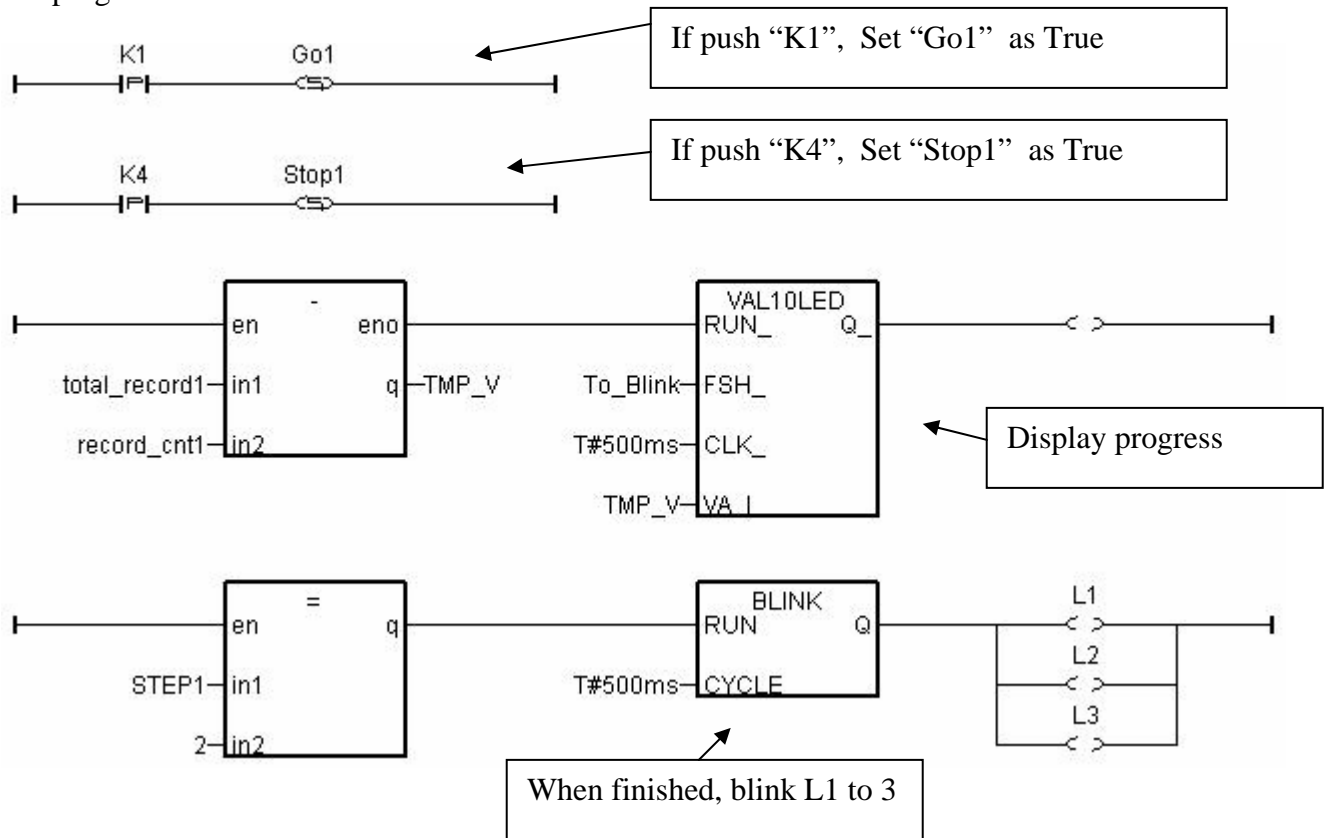 If push “K1”, Set “Go1” as True
K1 Go1
P S
If push “K4”, Set “Stop1” as True
K4 Stop1
P S
- VAL10LED
en eno RUN_ Q_
total_record1 in1 q TMP_V To_Blink FSH_
record_cnt1 in2 T#500ms CLK_
Display progress
TMP_V
= BLINK L1
en q RUN Q
L2
STEP1 in1 T#500ms CYCLE
L3
2 in2
When finished, blink L1 to 3